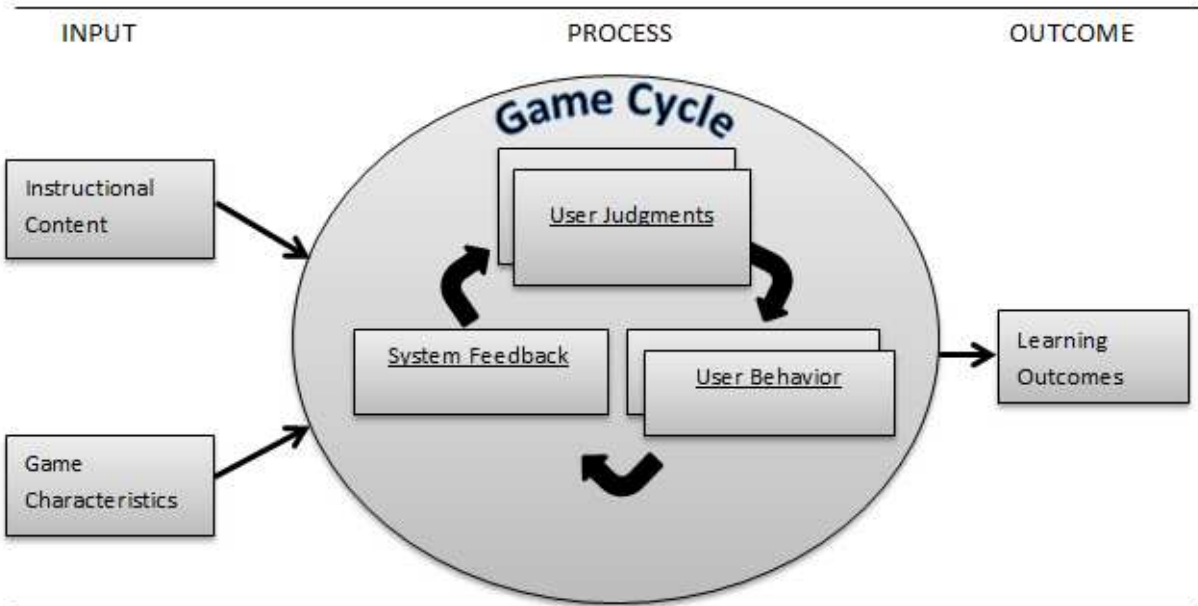 INPUT
PROCESS
OUTCOME
Game Cycle
Instructional
Content
User Judgments
System Feedback
User Behavior
Learning
Outcomes
Game
Characteristics